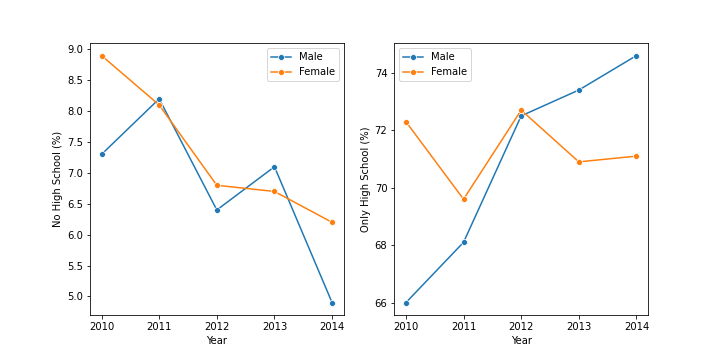 9.0
8.5
8.0
7.5
7.0
6.5
6.0
5.5
5.0
No High School (%)
2010 2011 2012 2013 2014
Year
Male
Female
74
72
70
68
66
Only High School (%)
2010 2011 2012 2013 2014
Year
Male
Female